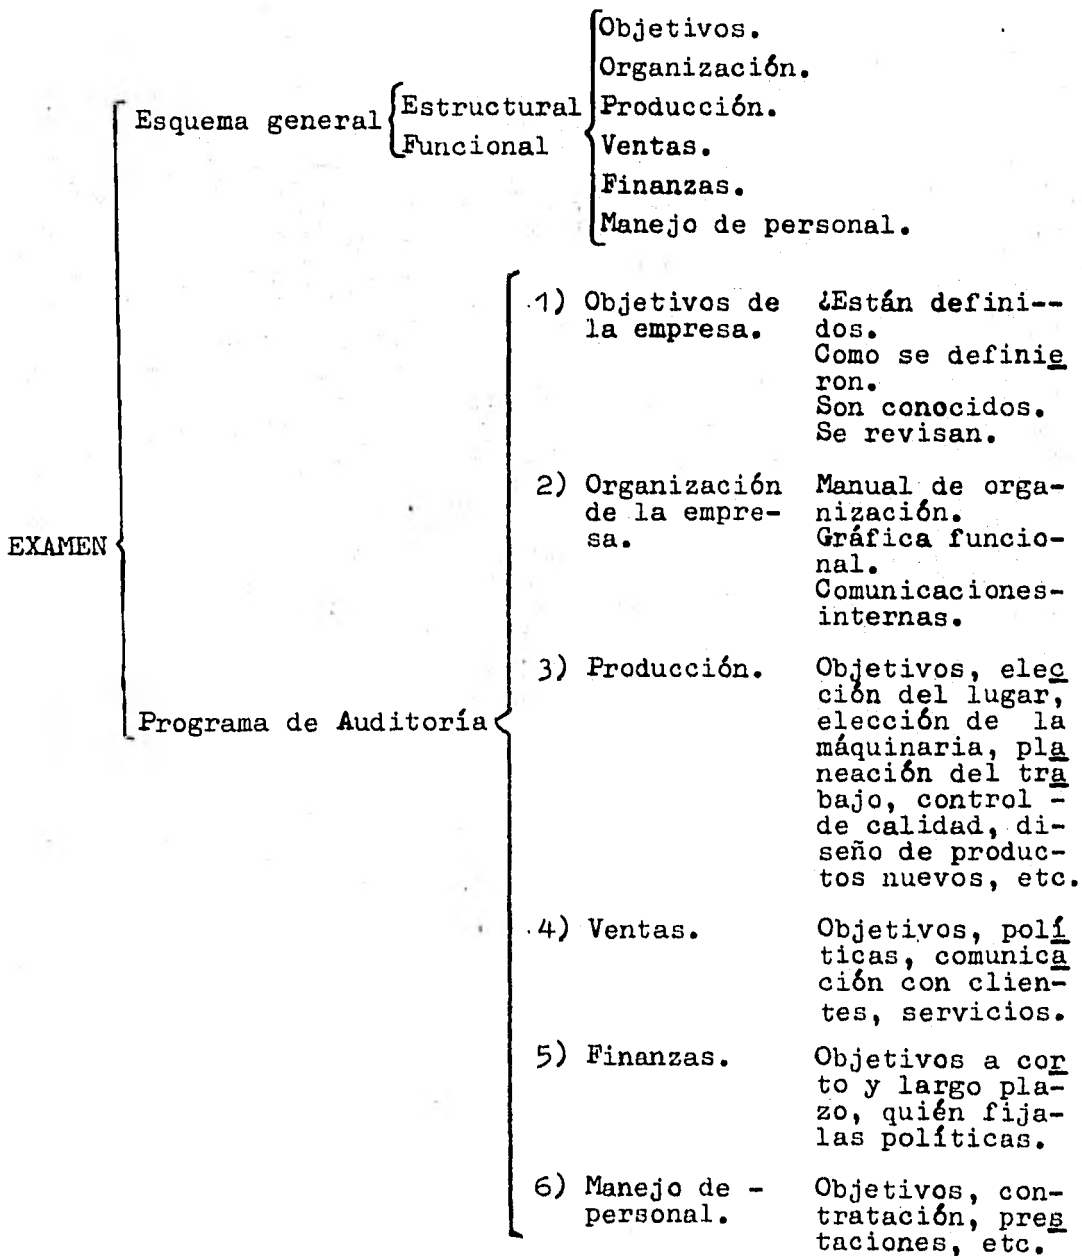 Objetivos.
Organización.
Esquema general
Estructural
Funcional
Producción.
Ventas.
Finanzas.
Manejo de personal.
EXAMEN
Programa de Auditoría
1) Objetivos de
la empresa.
¿Están defini--
dos.
Como se definie
ron.
Son conocidos.
Se revisan.
2) Organización
de la empre-
sa.
Manual de orga-
nización.
Gráfica funcio-
nal.
Comunicaciones-
internas.
3) Producción.
Objetivos, elec
ción del lugar,
elección de la
máquinaria, pla
neación del tra
bajo, control -
de calidad, di-
seño de produc-
tos nuevos, etc.
4) Ventas.
Objetivos, polí
ticas, comunica
ción con clien-
tes, servicios.
5) Finanzas.
Objetivos a cor
to y largo pla-
zo, quién fija-
las políticas.
6) Manejo de -
personal.
Objetivos, con-
tratación, pres
taciones, etc.